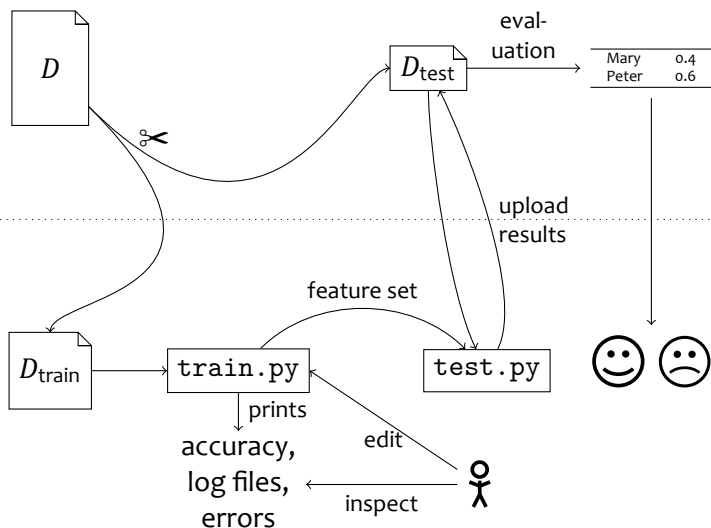 eval-
uation
D
D_test
Mary 0.4
Peter 0.6
upload
results
feature set
D_train
train.py
test.py
prints
accuracy,
log files,
errors
edit
inspect